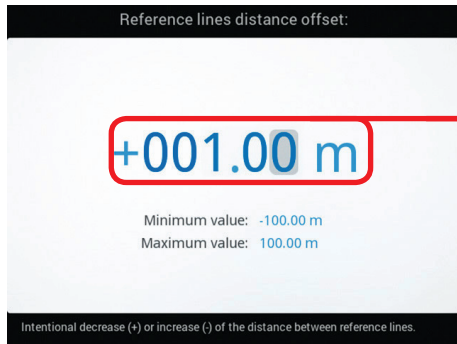 Reference lines distance offset:
+001.00 m
Minimum value: -100.00 m
Maximum value: 100.00 m
Intentional decrease (+) or increase (-) of the distance between reference lines.